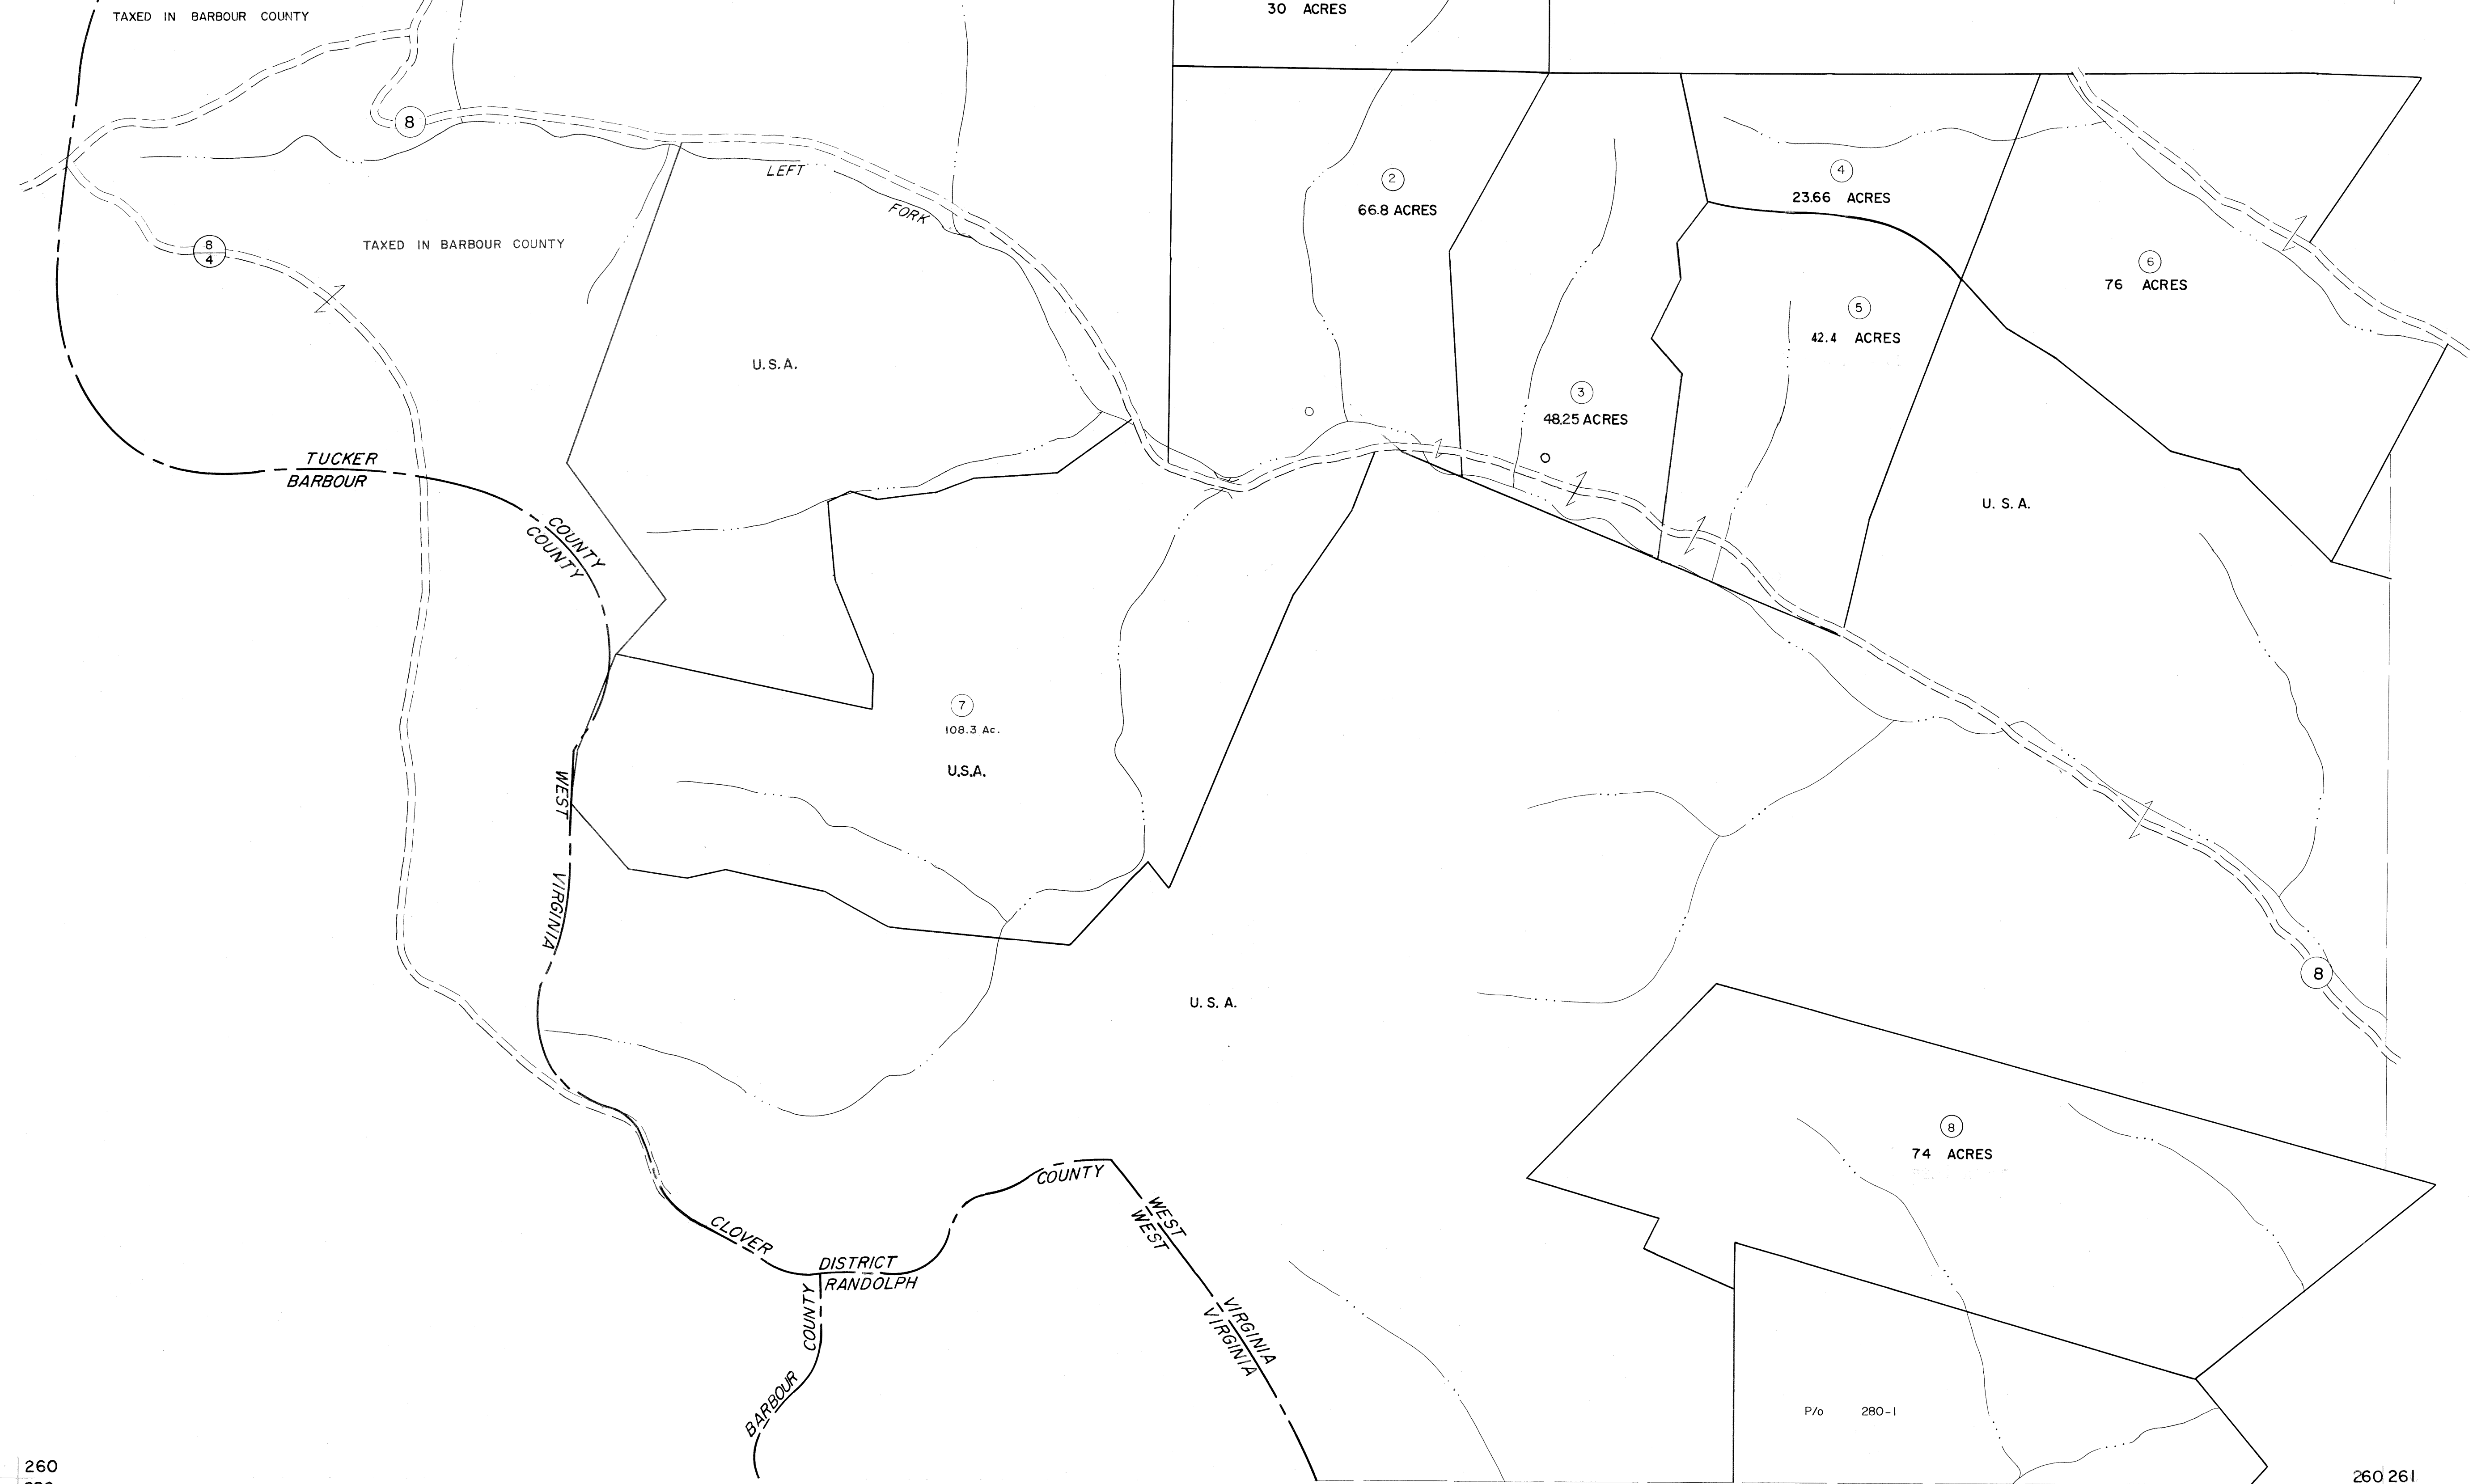 TAXED IN BARBOUR COUNTY
30 ACRES
8
LEFT
FORK
2
66.8 ACRES
4
23.66 ACRES
8
4
TAXED IN BARBOUR COUNTY
6
76 ACRES
5
42.4 ACRES
U.S.A.
3
48.25 ACRES
TUCKER
BARBOUR
COUNTY
COUNTY
U. S. A.
7
108.3 Ac.
U.S.A.
WEST
VIRGINIA
8
U. S. A.
8
74 ACRES
CLOVER
DISTRICT
RANDOLPH
COUNTY
WEST
WEST
VIRGINIA
VIRGINIA
COUNTY
BARBOUR
P/o 280-1
260
260 261